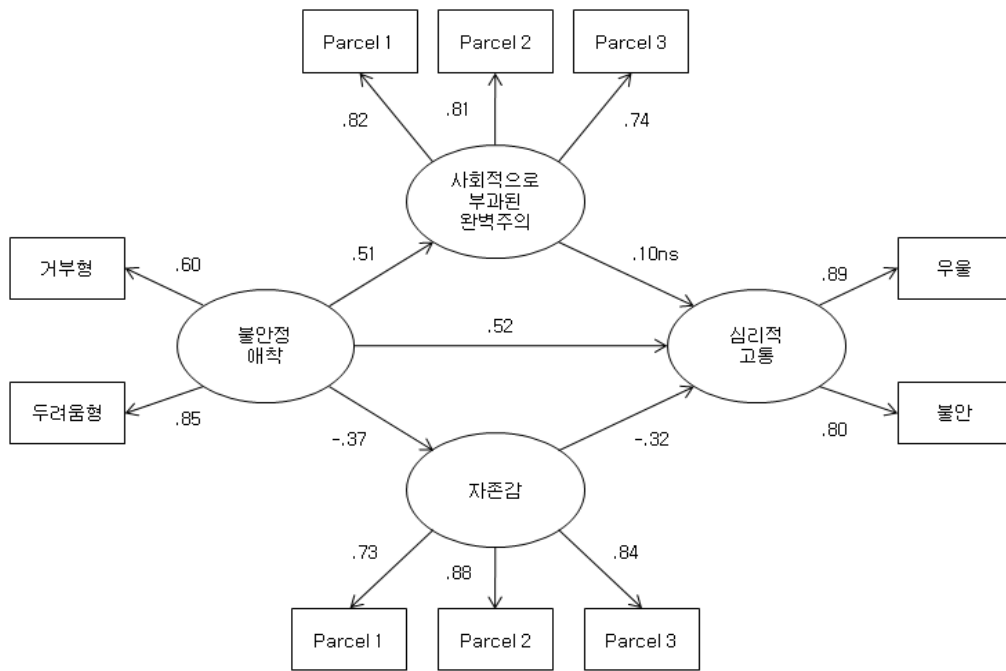 Parcel 1
Parcel 2
Parcel 3
.82
.81
.74
사회적으로
부과된
완벽주의
거부형
.60
.51
.10ns
.89
우울
불안정
애착
.52
심리적
고통
두려움형
.85
-.37
-.32
.80
불안
자존감
.73
.88
.84
Parcel 1
Parcel 2
Parcel 3